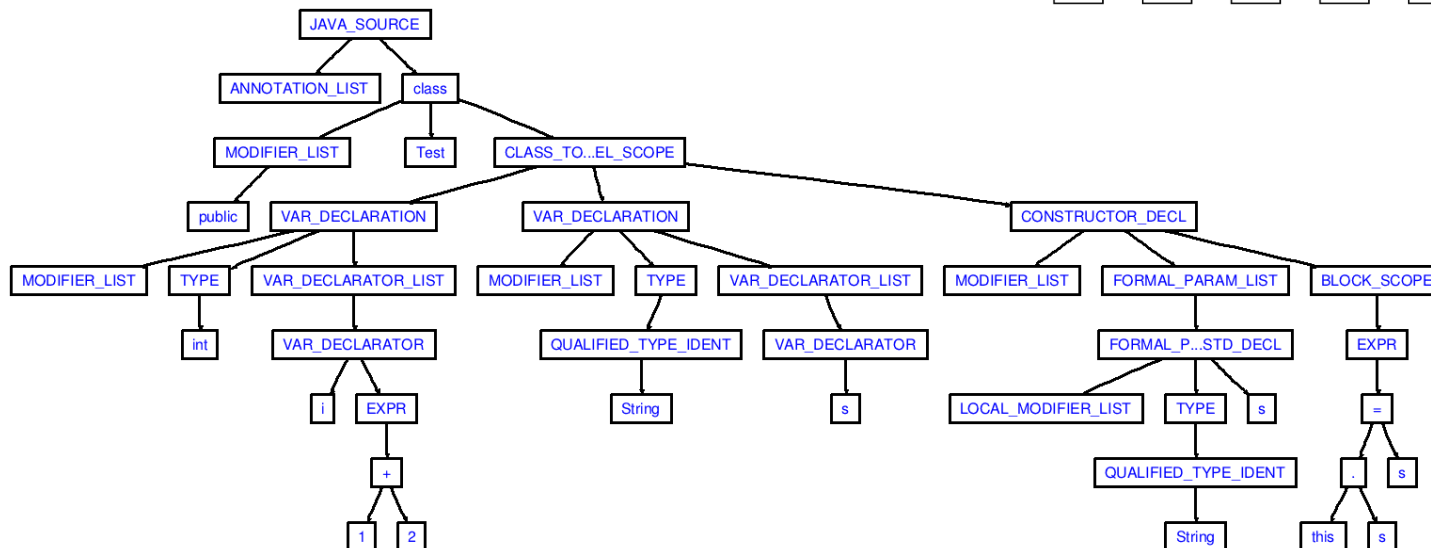 JAVA_SOURCE
ANNOTATION_LIST class
MODIFIER_LIST Test CLASS_TO...EL_SCOPE
public VAR_DECLARATION VAR_DECLARATION CONSTRUCTOR_DECL
MODIFIER_LIST TYPE VAR_DECLARATOR_LIST MODIFIER_LIST TYPE VAR_DECLARATOR_LIST MODIFIER_LIST FORMAL_PARAM_LIST BLOCK_SCOPE
int VAR_DECLARATOR QUALIFIED_TYPE_IDENT VAR_DECLARATOR FORMAL_P...STD_DECL EXPR
i EXPR String s LOCAL_MODIFIER_LIST TYPE s =
+ QUALIFIED_TYPE_IDENT . s
1 2 String this s